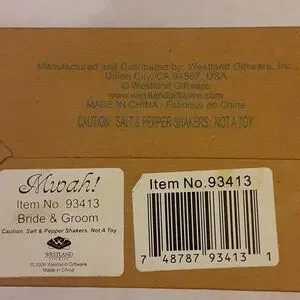 Manufactured and Distributed by: Westland Giftware, Inc.,
Union City, CA 94587, USA
© Westland Giftware
www.westlandgiftware.com
MADE IN CHINA / Fabrique en Chine
CAUTION: SALT & PEPPER SHAKERS. NOT A TOY
Mwah!
Item No. 93413
Bride & Groom
Caution: Salt & Pepper Shakers. Not A Toy
WESTLAND
GIFTWARE
© 2006 Westland Giftware
Made in China
Item No.93413
7 48787 93413 1